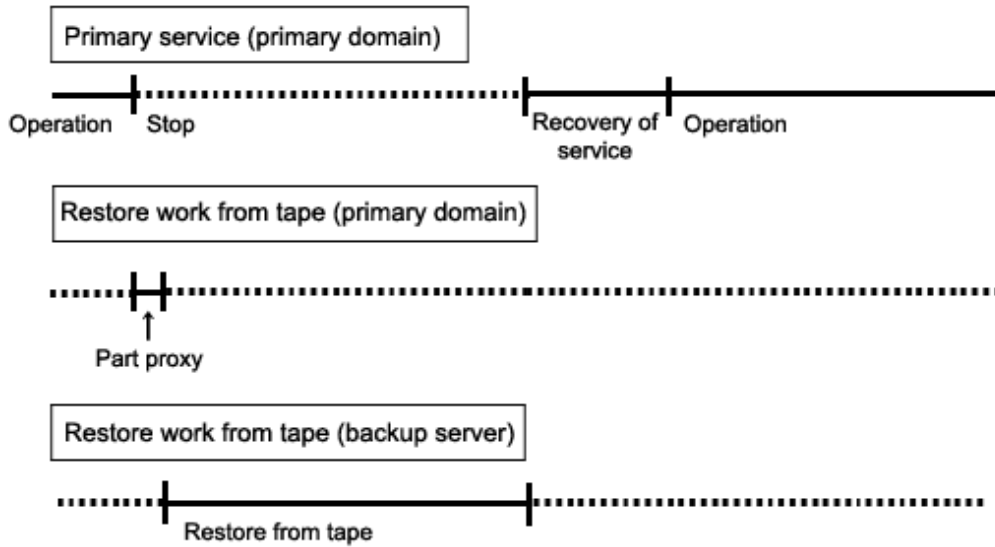 Primary service (primary domain)
Operation
Stop
Recovery of
service
Operation
Restore work from tape (primary domain)
Part proxy
Restore work from tape (backup server)
Restore from tape